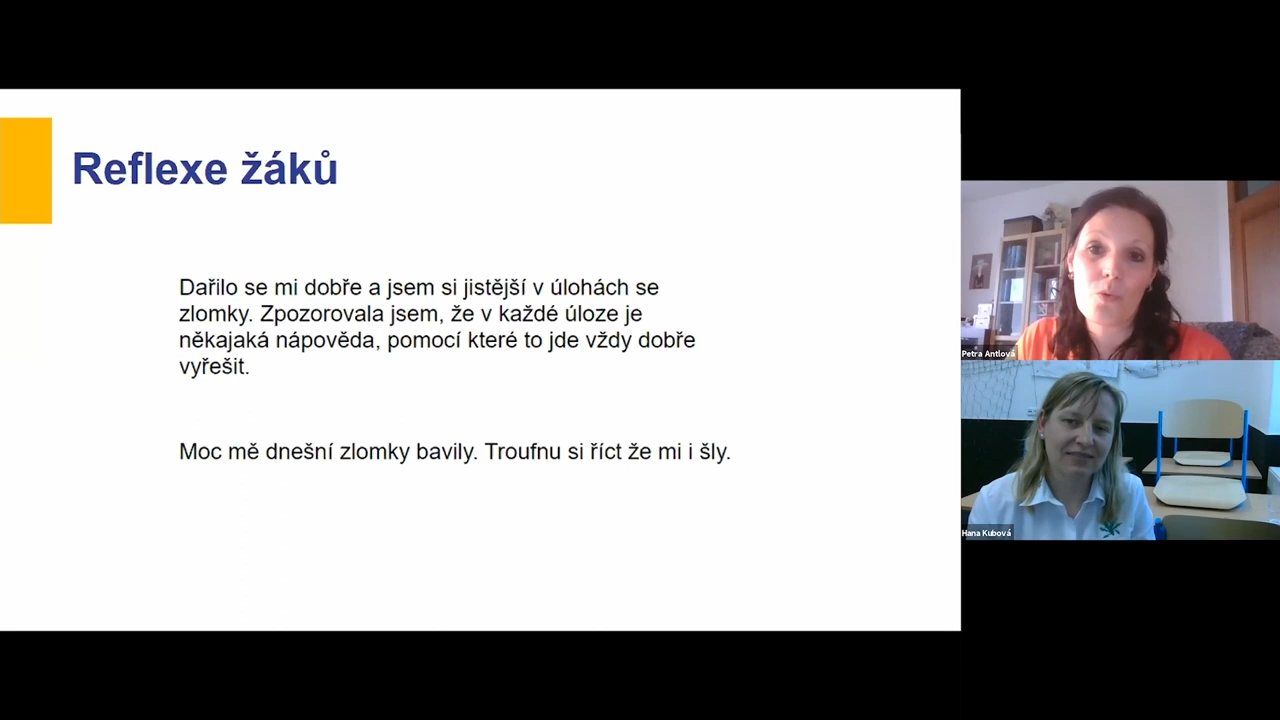 Reflexe žáků
Dařilo se mi dobře a jsem si jistější v úlohách se
zlomky. Zpozorovala jsem, že v každé úloze je
někajaká nápověda, pomocí které to jde vždy dobře
vyřešit.
Moc mě dnešní zlomky bavily. Troufnu si říct že mi i šly.
Petra Antlová
Hana Kubová